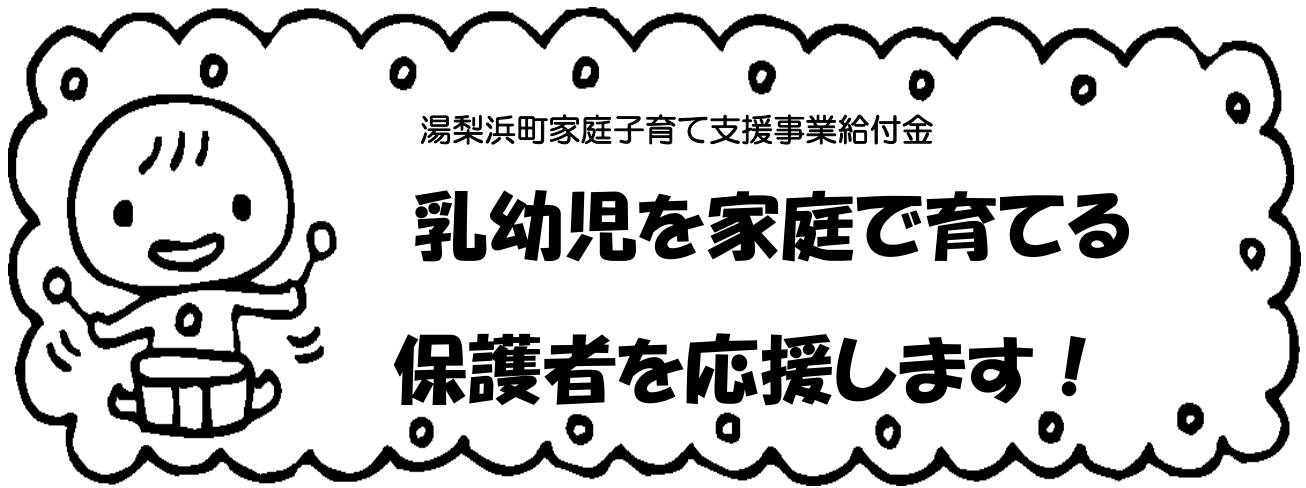 湯梨浜町家庭子育て支援事業給付金
乳幼児を家庭で育てる
保護者を応援します！